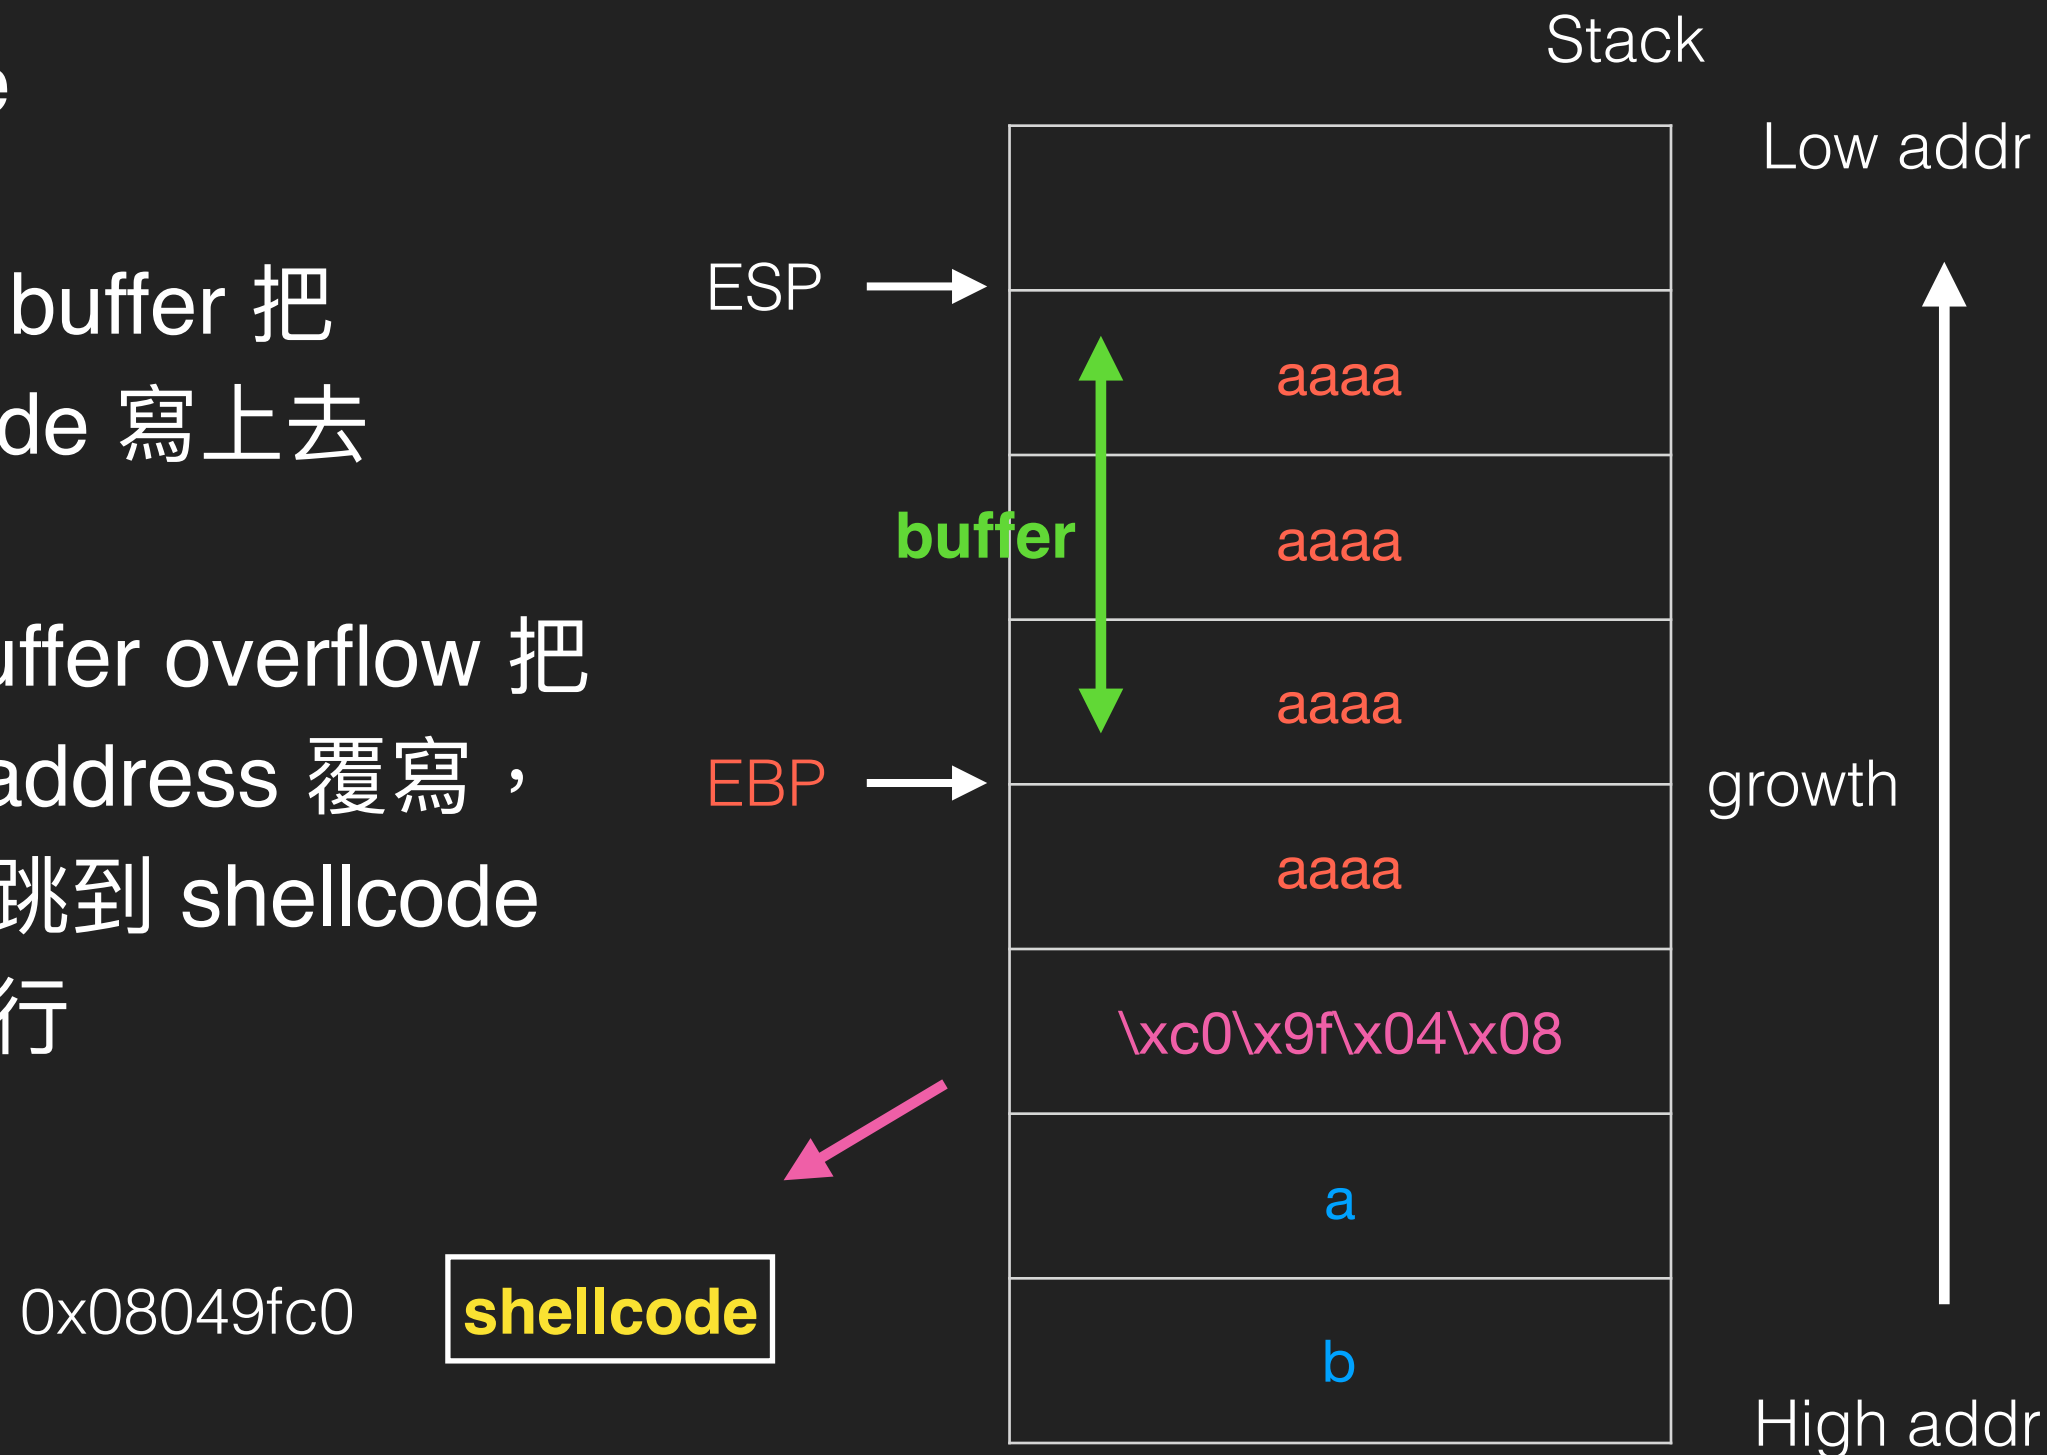 e
buffer 把
de 寫上去
uffer overflow 把
address 覆寫，
跳到 shellcode
行
0x08049fc0
shellcode
ESP
EBP
buffer
Stack
aaaa
aaaa
aaaa
aaaa
\xc0\x9f\x04\x08
a
b
Low addr
growth
High addr